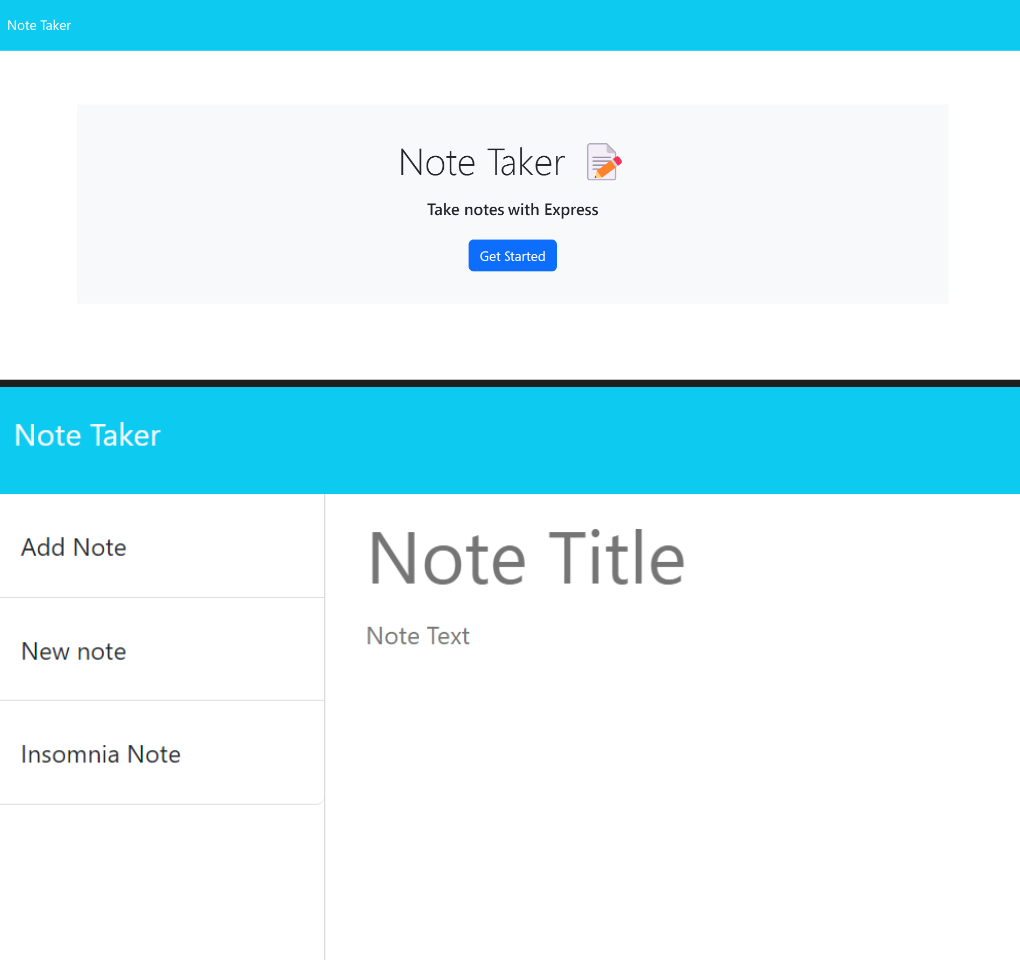 Note Taker
Note Taker
Take notes with Express
Get Started
Note Taker
Add Note
New note
Insomnia Note
Note Title
Note Text